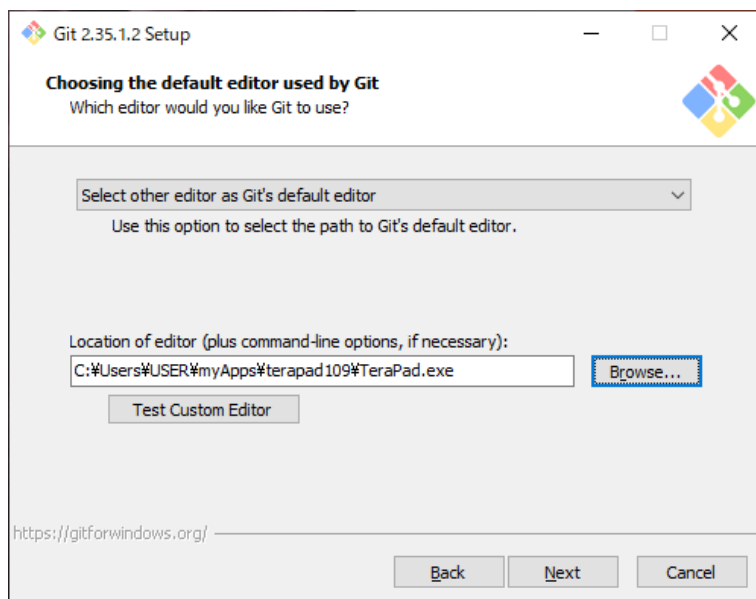 Git 2.35.1.2 Setup
Choosing the default editor used by Git
Which editor would you like Git to use?
Select other editor as Git's default editor
Use this option to select the path to Git's default editor.
Location of editor (plus command-line options, if necessary):
C:¥Users¥USER¥myApps¥terapad109¥TeraPad.exe
Browse...
Test Custom Editor
https://gitforwindows.org/
Back Next Cancel